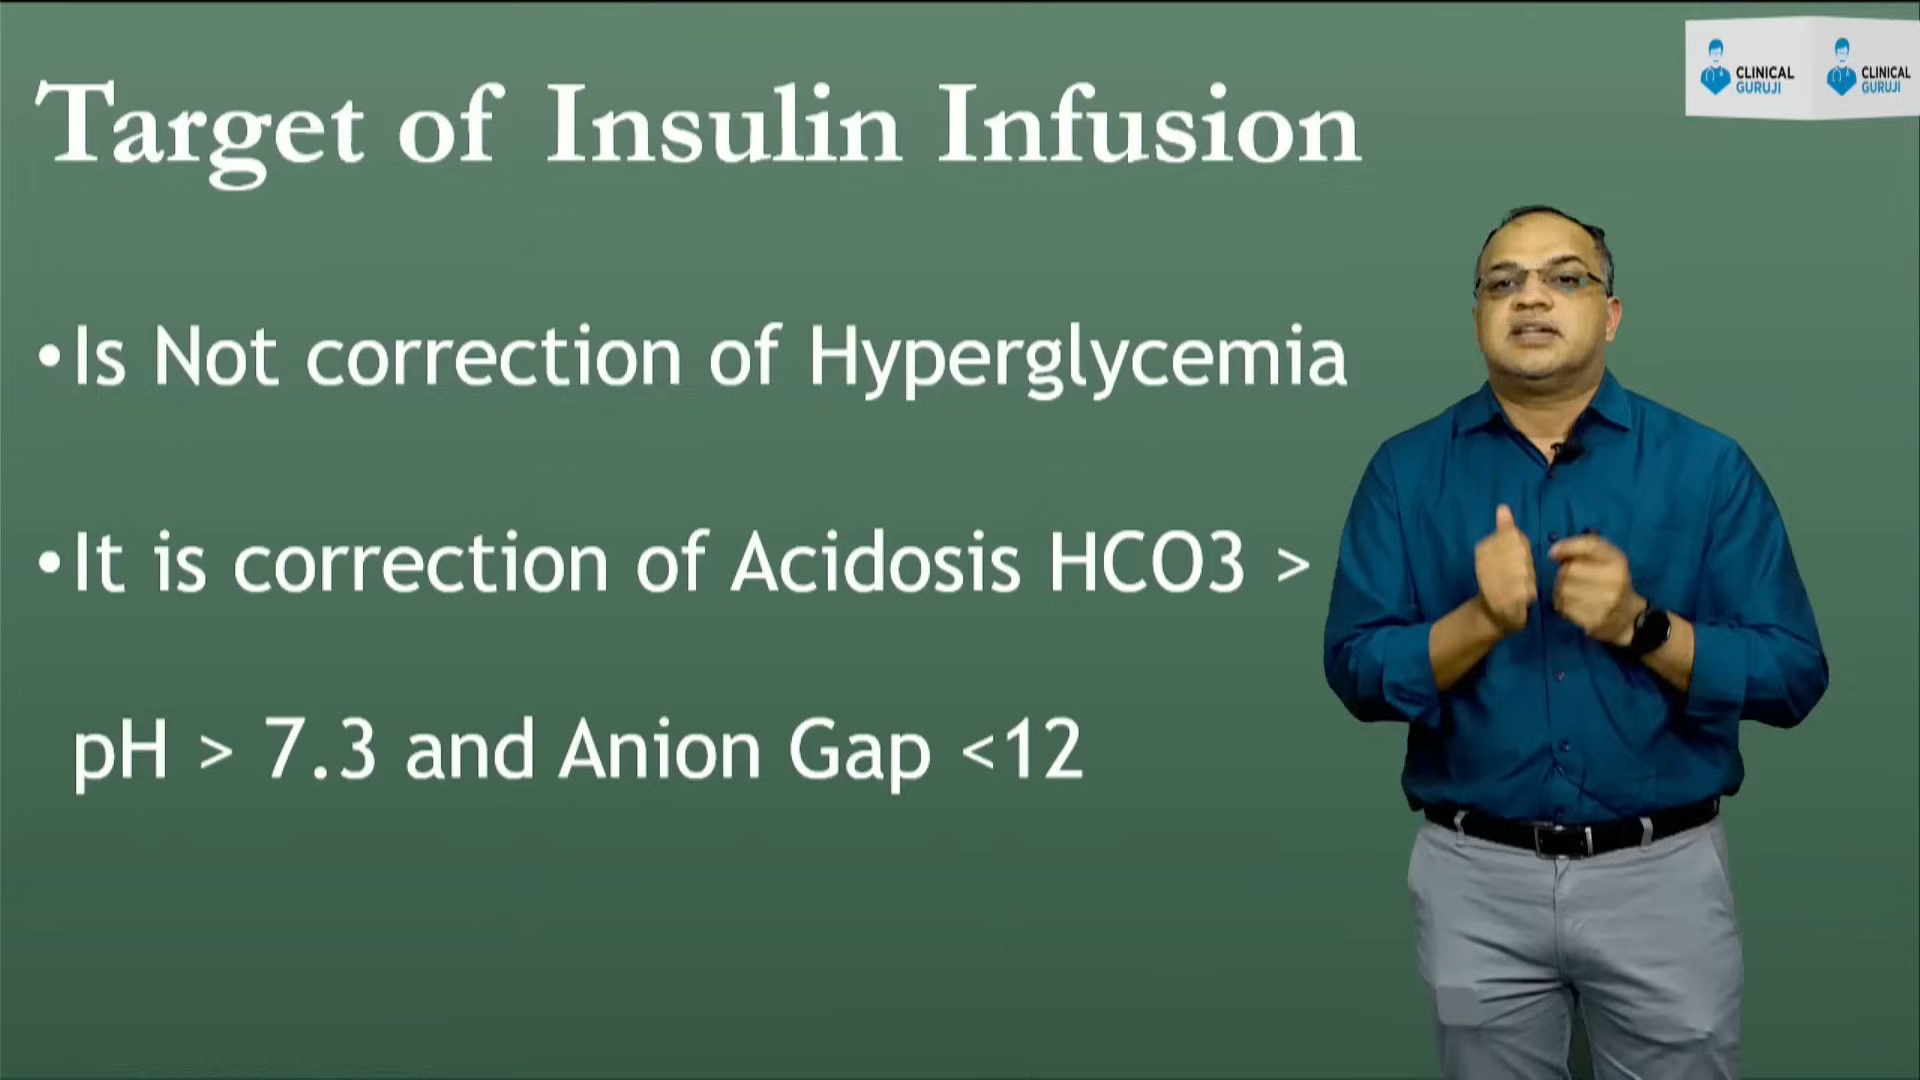 Target of Insulin Infusion
CLINICAL
GURUJI
CLINICAL
GURUJI
•Is Not correction of Hyperglycemia
•It is correction of Acidosis HCO3 >
pH > 7.3 and Anion Gap <12